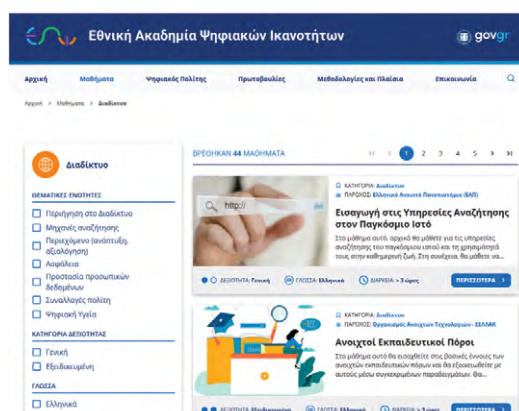 Εθνική Ακαδημία Ψηφιακών Ικανοτήτων
govgr
Αρχική Μαθήματα Ψηφιακός Πολίτης Πρωτοβουλίες Μεθοδολογίες και Πλαίσια Επικοινωνία
Αρχική > Μαθήματα > Διαδίκτυο
Διαδίκτυο
ΘΕΜΑΤΙΚΕΣ ΕΝΟΤΗΤΕΣ
Περιήγηση στο Διαδίκτυο
Μηχανές αναζήτησης
Περιεχόμενο (ανάπτυξη,
αξιολόγηση)
Ασφάλεια
Προστασία προσωπικών
δεδομένων
Συναλλαγές πολίτη
Ψηφιακή Υγεία
ΚΑΤΗΓΟΡΙΑ ΔΕΞΙΟΤΗΤΑΣ
Γενική
Εξειδικευμένη
ΓΛΩΣΣΑ
Ελληνικά
ΒΡΕΘΗΚΑΝ 44 ΜΑΘΗΜΑΤΑ
1 2 3 4 5
http://
ΚΑΤΗΓΟΡΙΑ: Διαδίκτυο
ΠΑΡΟΧΟΣ: Ελληνικό Ανοικτό Πανεπιστήμιο (ΕΑΠ)
Εισαγωγή στις Υπηρεσίες Αναζήτησης
στον Παγκόσμιο Ιστό
Στο μάθημα αυτό, αρχικά θα μάθετε για τις υπηρεσίες
αναζήτησης του παγκόσμιου ιστού και τη χρησιμότητά
τους στην καθημερινή ζωή. Στη συνέχεια, θα μάθετε να...
ΔΕΞΙΟΤΗΤΑ: Γενική ΓΛΩΣΣΑ: Ελληνικά ΔΙΑΡΚΕΙΑ: > 3 ώρες ΠΕΡΙΣΣΟΤΕΡΑ
ΚΑΤΗΓΟΡΙΑ: Διαδίκτυο
ΠΑΡΟΧΟΣ: Οργανισμός Ανοιχτών Τεχνολογιών - ΕΕΛΛΑΚ
Ανοιχτοί Εκπαιδευτικοί Πόροι
Στο μάθημα αυτό θα εισαχθείτε στις βασικές έννοιες των
ανοιχτών εκπαιδευτικών πόρων και θα εξοικειωθείτε με
αυτούς μέσω συγκεκριμένων παραδειγμάτων. Θα...
ΔΕΞΙΟΤΗΤΑ: Εξειδικευμένη ΓΛΩΣΣΑ: Ελληνικά ΔΙΑΡΚΕΙΑ: > 3 ώρες ΠΕΡΙΣΣΟΤΕΡΑ